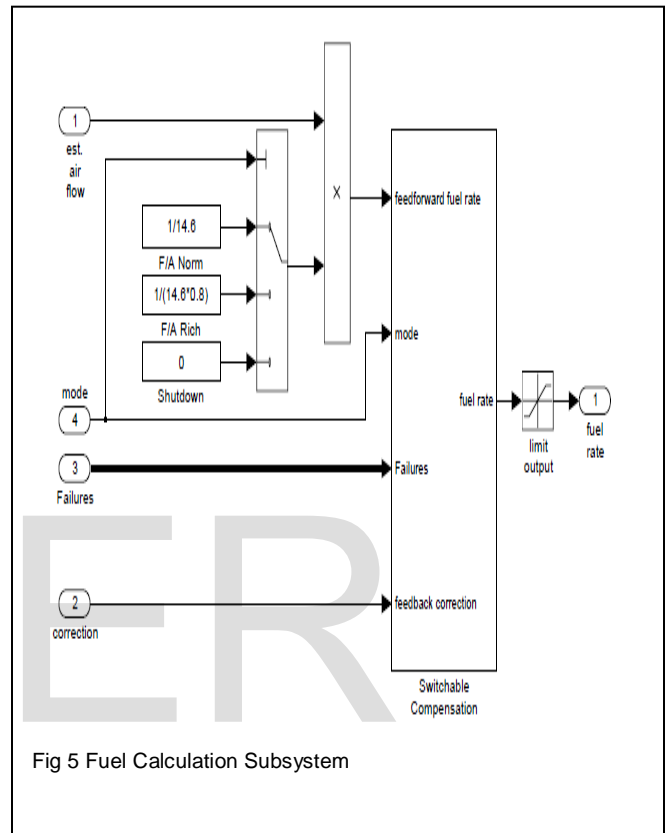 1
est.
air
flow
1/14.6
F/A Norm
1/(14.6*0.8)
F/A Rich
0
Shutdown
mode
4
3
Failures
2
correction
X
feedforward fuel rate
mode
fuel rate
Failures
feedback correction
Switchable
Compensation
limit
output
1
fuel
rate
ER
Fig 5 Fuel Calculation Subsystem